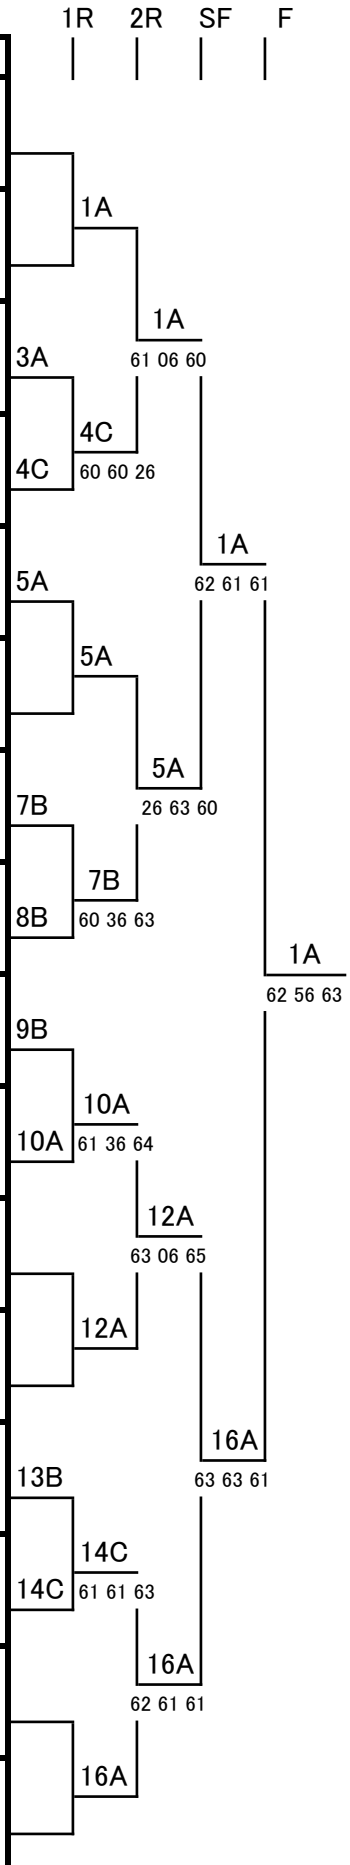 1R 2R SF F
1A
1A
61 06 60
3A
4C
4C
60 60 26
1A
62 61 61
5A
5A
5A
26 63 60
7B
7B
8B
60 36 63
1A
62 56 63
9B
10A
10A
61 36 64
12A
63 06 65
12A
16A
63 63 61
13B
14C
14C
61 61 63
16A
62 61 61
16A